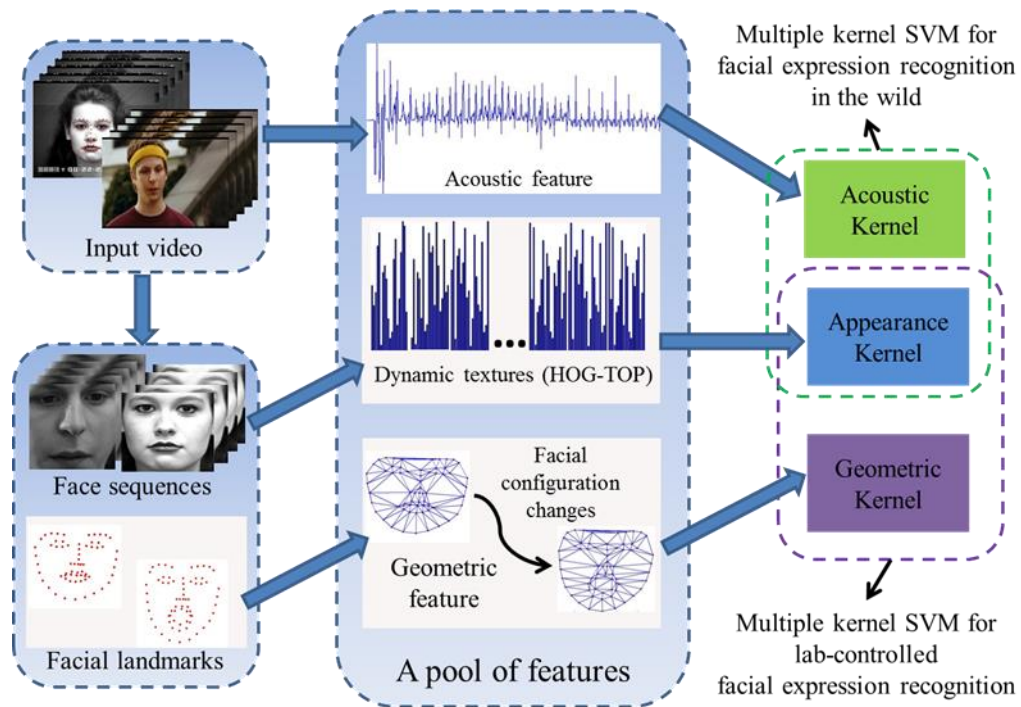 Input video
Face sequences
Facial landmarks
Acoustic feature
Dynamic textures (HOG-TOP)
Facial
configuration
changes
Geometric
feature
A pool of features
Multiple kernel SVM for
facial expression recognition
in the wild
Acoustic
Kernel
Appearance
Kernel
Geometric
Kernel
Multiple kernel SVM for
lab-controlled
facial expression recognition